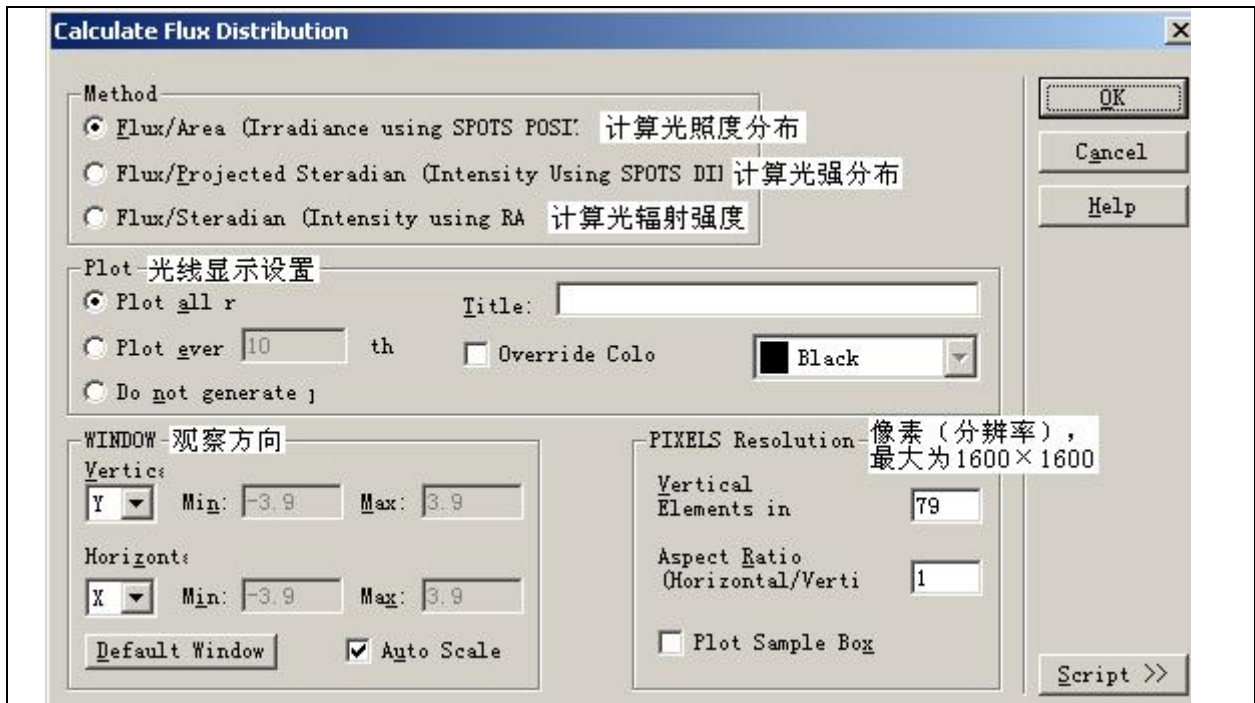 Calculate Flux Distribution
Method
Flux/Area (Irradiance using SPOTS POSI 计算光照度分布
Flux/Projected Steradian (Intensity Using SPOTS DI 计算光强分布
Flux/Steradian (Intensity using RA 计算光辐射强度
OK
Cancel
Help
Plot 光线显示设置
Plot all r
Title:
Plot ever 10 th
Override Colo
Black
Do not generate
WINDOW 观察方向
Vertica
Y Min: -3.9 Max: 3.9
Horizonta
X Min: -3.9 Max: 3.9
Default Window
Auto Scale
PIXELS Resolution 像素（分辨率），
最大为1600×1600
Vertical
Elements in 79
Aspect Ratio
(Horizontal/Verti 1
Plot Sample Box
Script >>